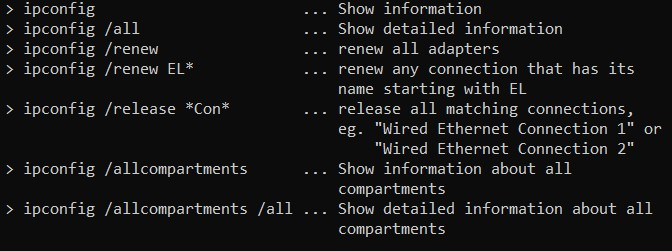 > ipconfig                       ... Show information
> ipconfig /all                  ... Show detailed information
> ipconfig /renew                ... renew all adapters
> ipconfig /renew EL*            ... renew any connection that has its
                                     name starting with EL
> ipconfig /release *Con*        ... release all matching connections,
                                     eg. "Wired Ethernet Connection 1" or
                                         "Wired Ethernet Connection 2"
> ipconfig /allcompartments      ... Show information about all
                                     compartments
> ipconfig /allcompartments /all ... Show detailed information about all
                                     compartments